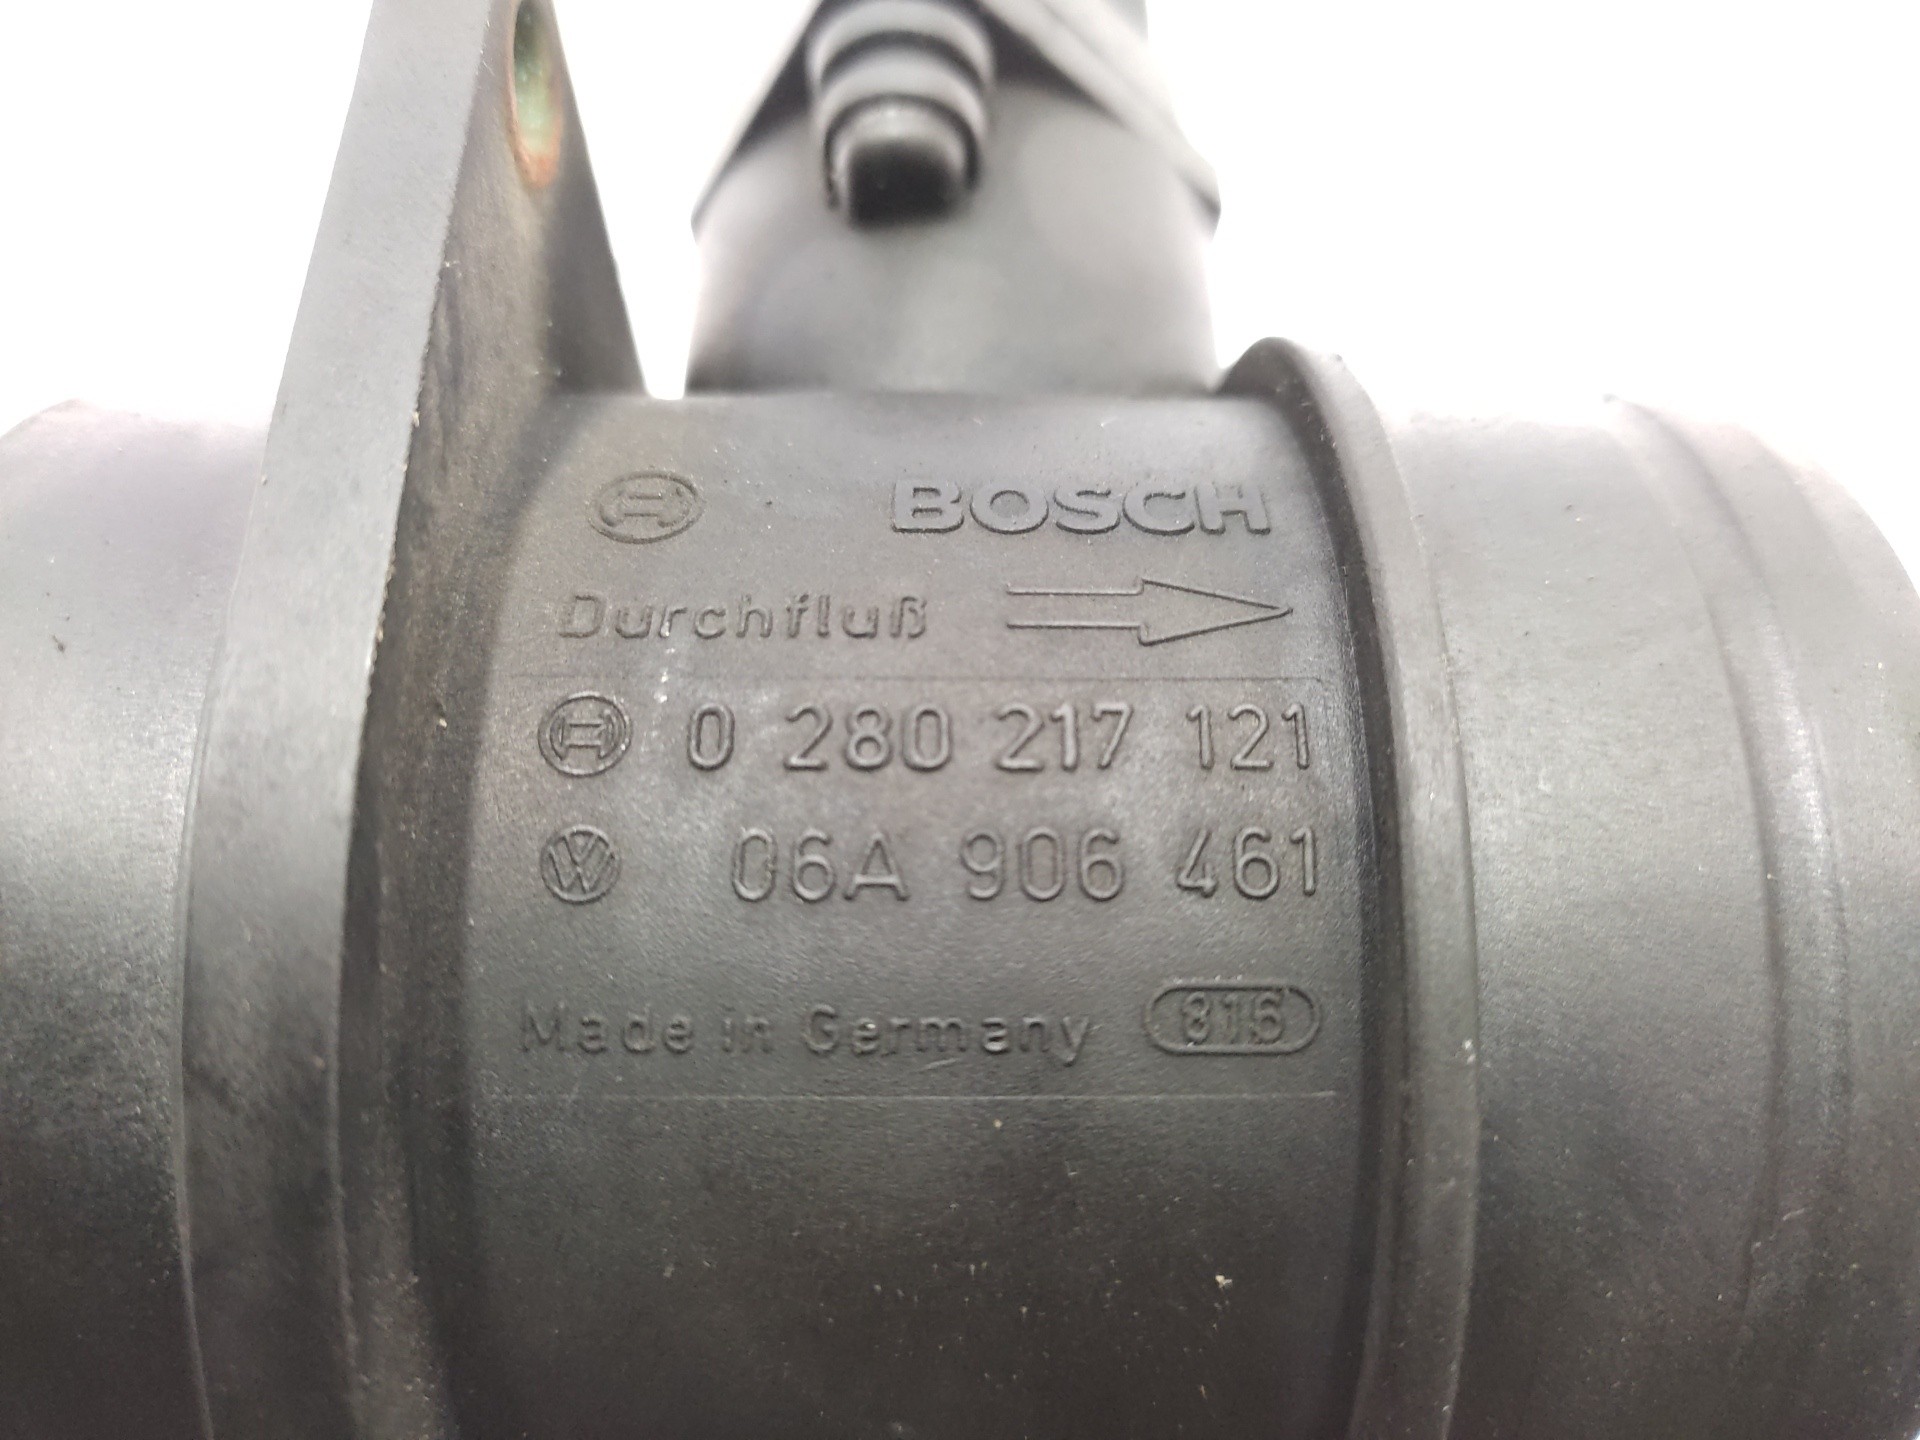 BOSCH
Durchfluß
0 280 217 121
06A 906 461
Made in Germany 816